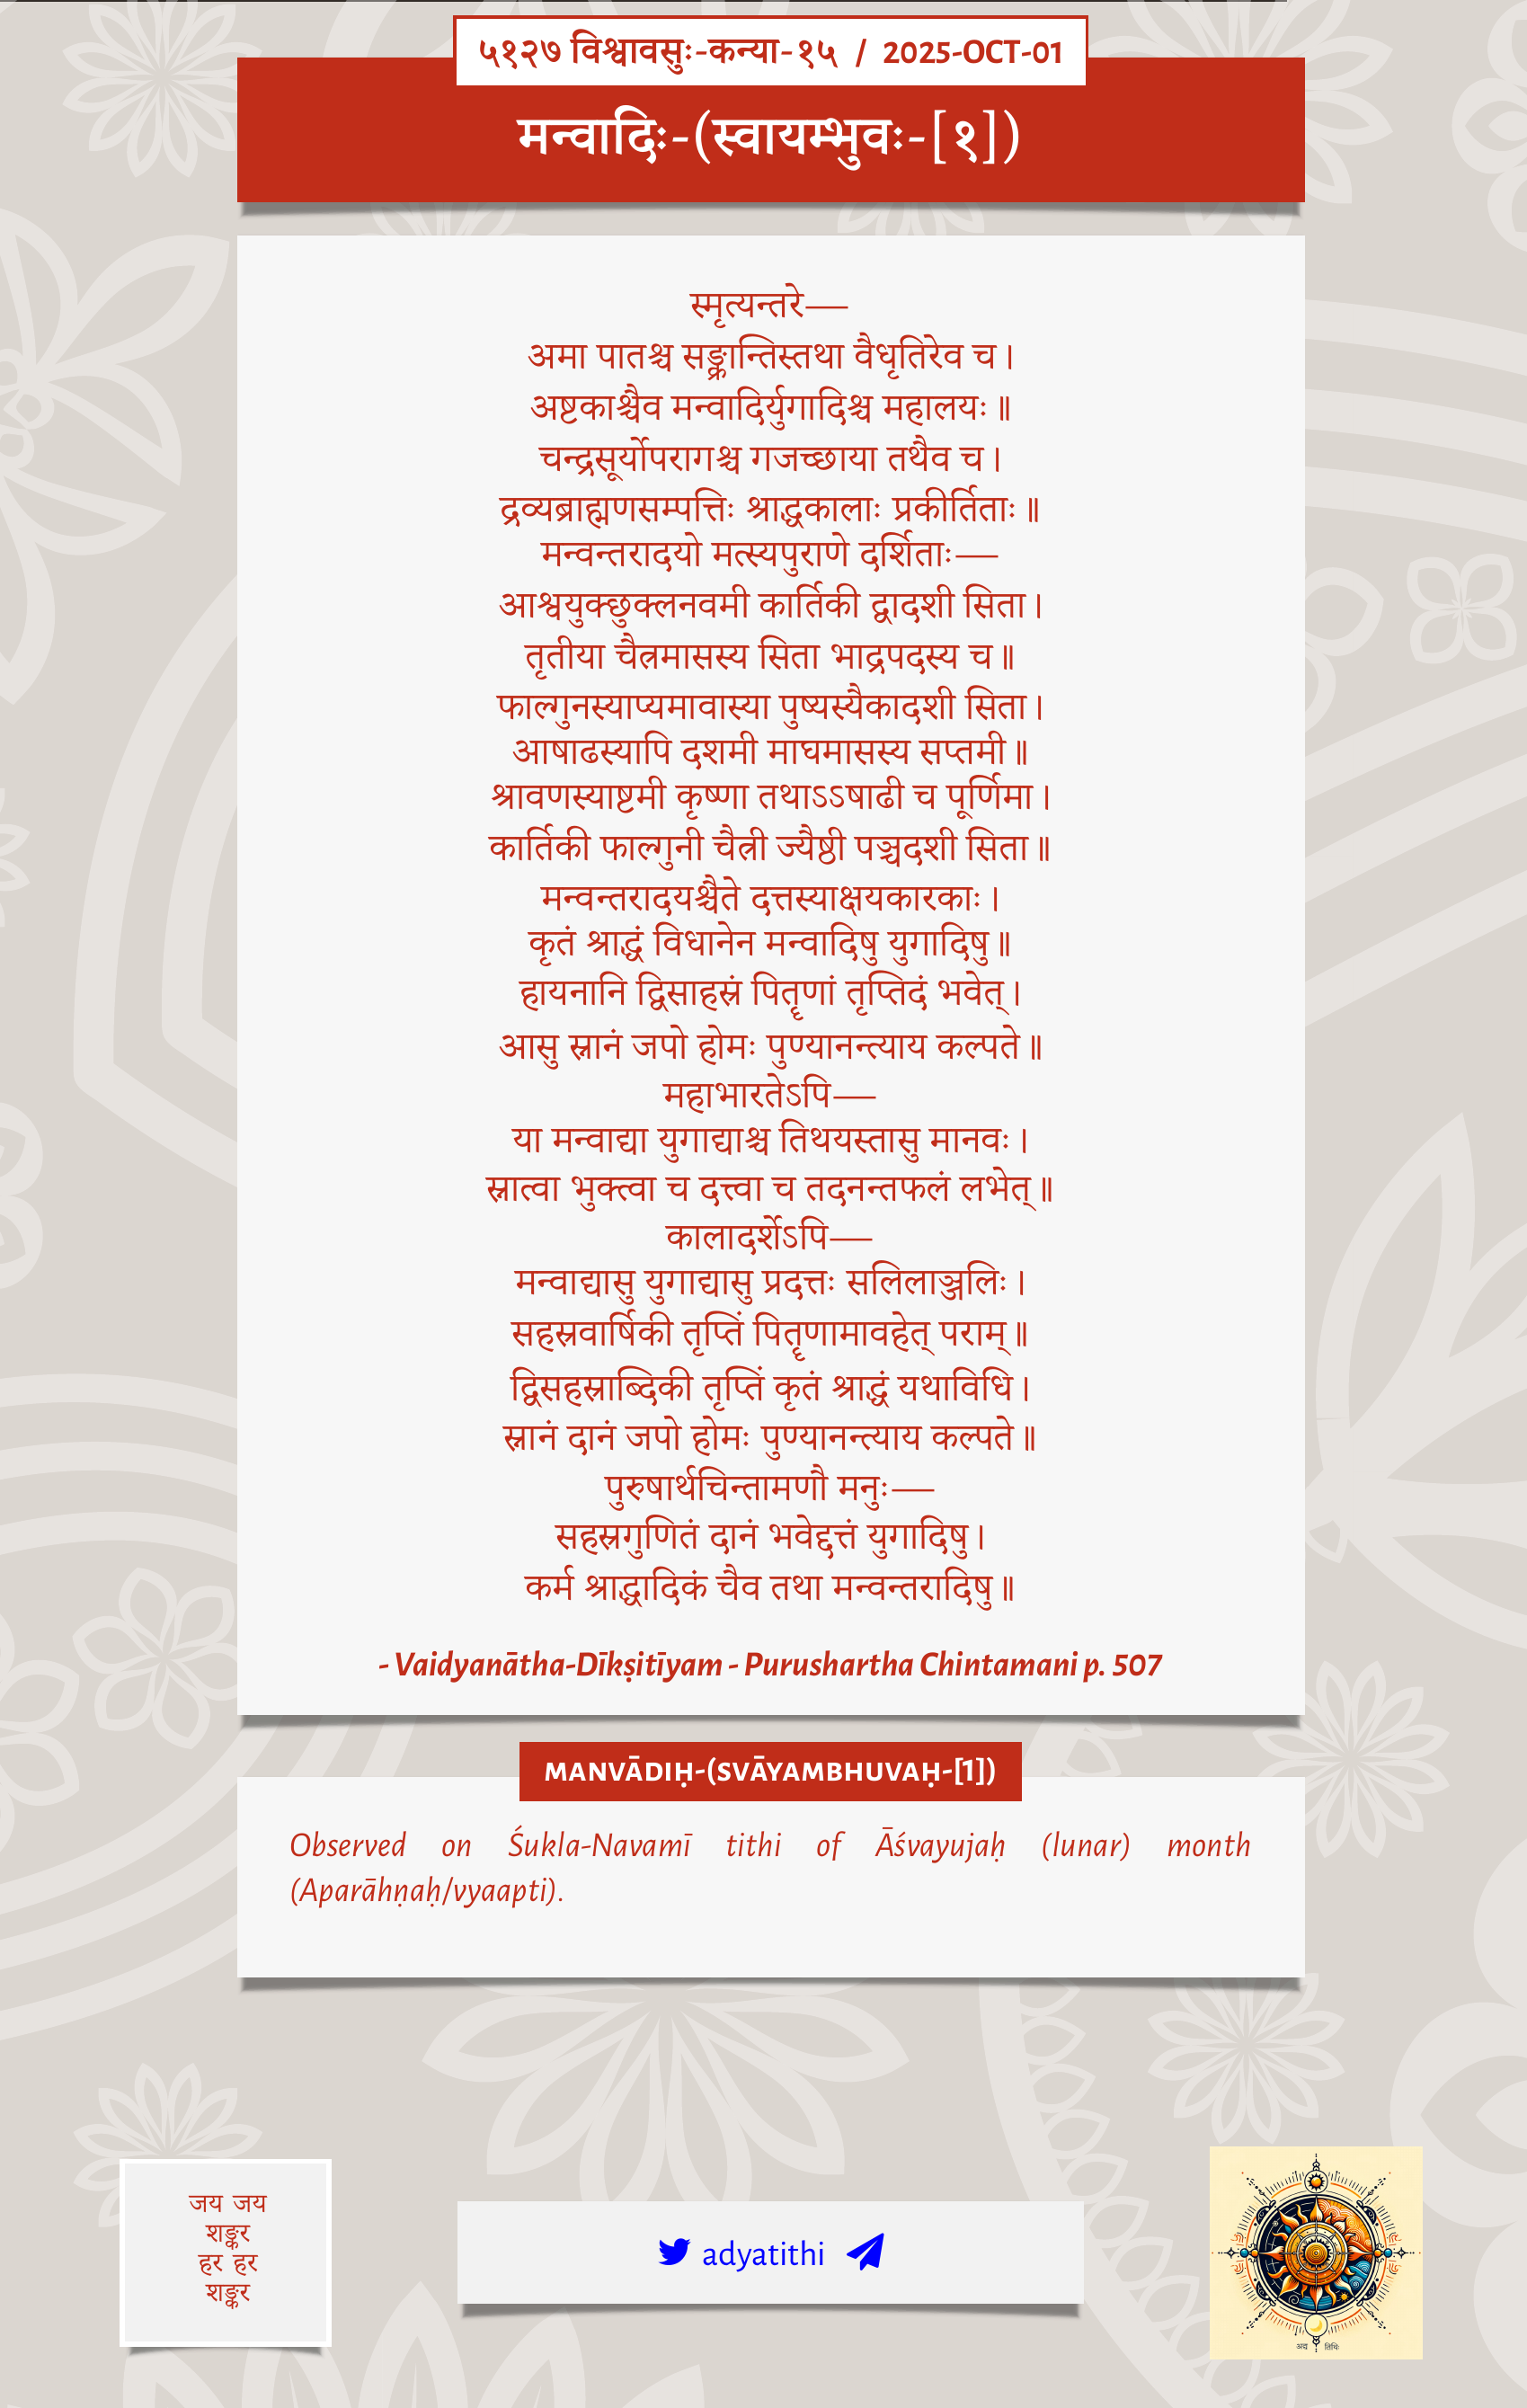 ५१२७ विश्वावसुः-कन्या-१५ / 2025-OCT-01
मन्वादिः-(स्वायम्भुवः-[१])
स्मृत्यन्तरे—
अमा पातश्च सङ्क्रान्तिस्तथा वैधृतिरेव च।
अष्टकाश्चैव मन्वादिर्युगादिश्च महालयः॥
चन्द्रसूर्योपरागश्च गजच्छाया तथैव च।
द्रव्यब्राह्मणसम्पत्तिः श्राद्धकालाः प्रकीर्तिताः॥
मन्वन्तरादयो मत्स्यपुराणे दर्शिताः—
आश्वयुक्छुक्लनवमी कार्तिकी द्वादशी सिता।
तृतीया चैत्रमासस्य सिता भाद्रपदस्य च॥
फाल्गुनस्याप्यमावास्या पुष्यस्यैकादशी सिता।
आषाढस्यापि दशमी माघमासस्य सप्तमी॥
श्रावणस्याष्टमी कृष्णा तथाऽऽषाढी च पूर्णिमा।
कार्तिकी फाल्गुनी चैत्री ज्यैष्ठी पञ्चदशी सिता॥
मन्वन्तरादयश्चैते दत्तस्याक्षयकारकाः।
कृतं श्राद्धं विधानेन मन्वादिषु युगादिषु॥
हायनानि द्विसाहस्रं पितॄणां तृप्तिदं भवेत्।
आसु स्नानं जपो होमः पुण्यानन्त्याय कल्पते॥
महाभारतेऽपि—
या मन्वाद्या युगाद्याश्च तिथयस्तासु मानवः।
स्नात्वा भुक्त्वा च दत्त्वा च तदनन्तफलं लभेत्॥
कालादर्शेऽपि—
मन्वाद्यासु युगाद्यासु प्रदत्तः सलिलाञ्जलिः।
सहस्रवार्षिकी तृप्तिं पितॄणामावहेत् पराम्॥
द्विसहस्राब्दिकी तृप्तिं कृतं श्राद्धं यथाविधि।
स्नानं दानं जपो होमः पुण्यानन्त्याय कल्पते॥
पुरुषार्थचिन्तामणौ मनुः—
सहस्रगुणितं दानं भवेद्दत्तं युगादिषु।
कर्म श्राद्धादिकं चैव तथा मन्वन्तरादिषु॥
- Vaidyanātha-Dīkṣitīyam - Purushartha Chintamani p. 507
MANVĀDIḤ-(SVĀYAMBHUVAḤ-[1])
Observed on Śukla-Navamī tithi of Āśvayujaḥ (lunar) month
(Aparāhṇaḥ/vyaapti).
जय जय
शङ्कर
हर हर
शङ्कर
adyatithi
अद्य तिथिः